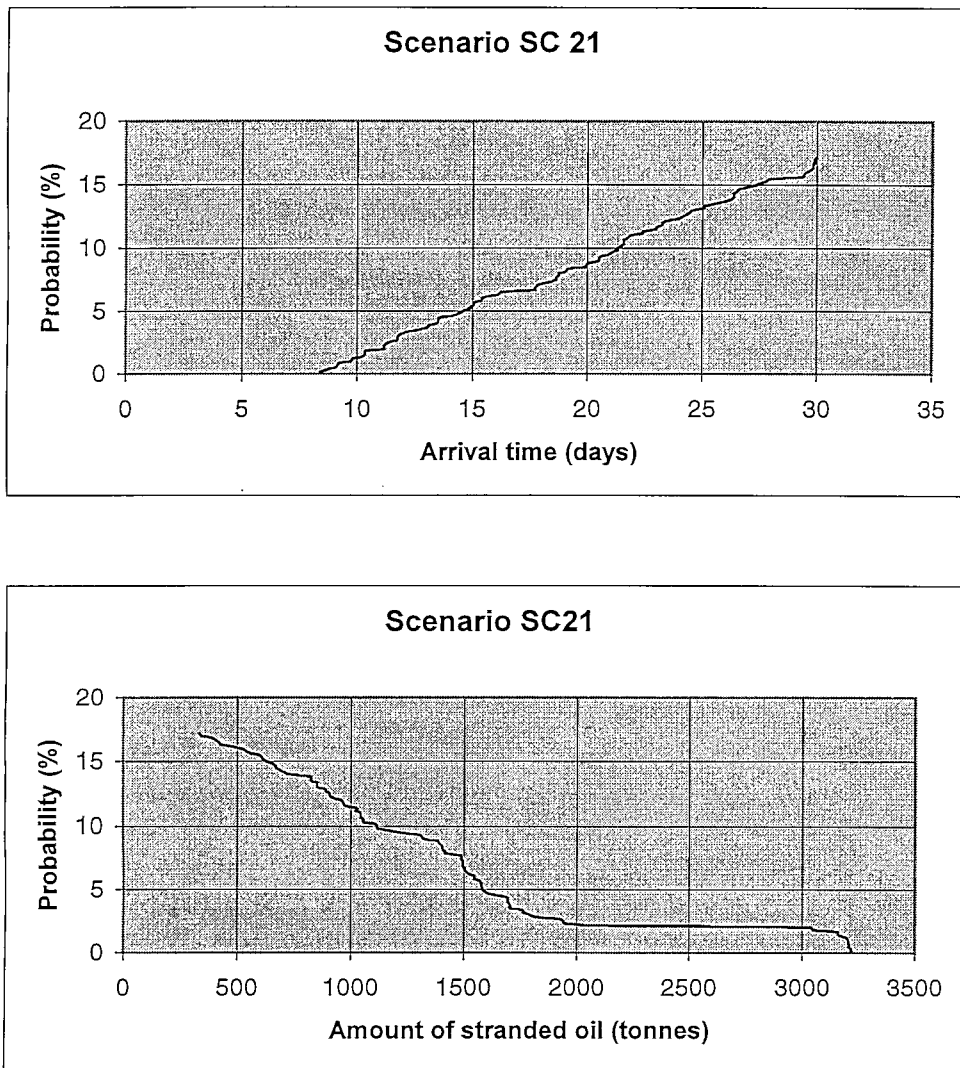 Scenario SC 21
Probability (%)
20
15
10
5
0
0 5 10 15 20 25 30 35
Arrival time (days)
Scenario SC21
Probability (%)
20
15
10
5
0
0 500 1000 1500 2000 2500 3000 3500
Amount of stranded oil (tonnes)